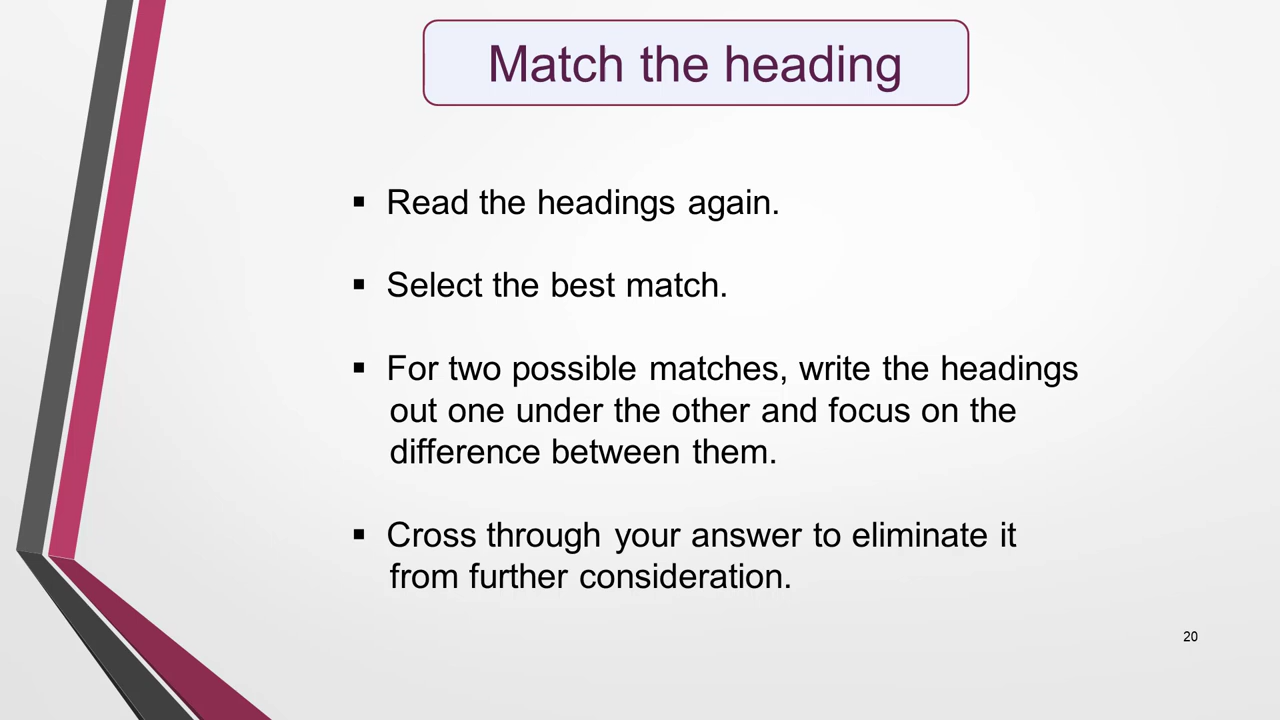 Match the heading
▪ Read the headings again.
▪ Select the best match.
▪ For two possible matches, write the headings
out one under the other and focus on the
difference between them.
▪ Cross through your answer to eliminate it
from further consideration.
20